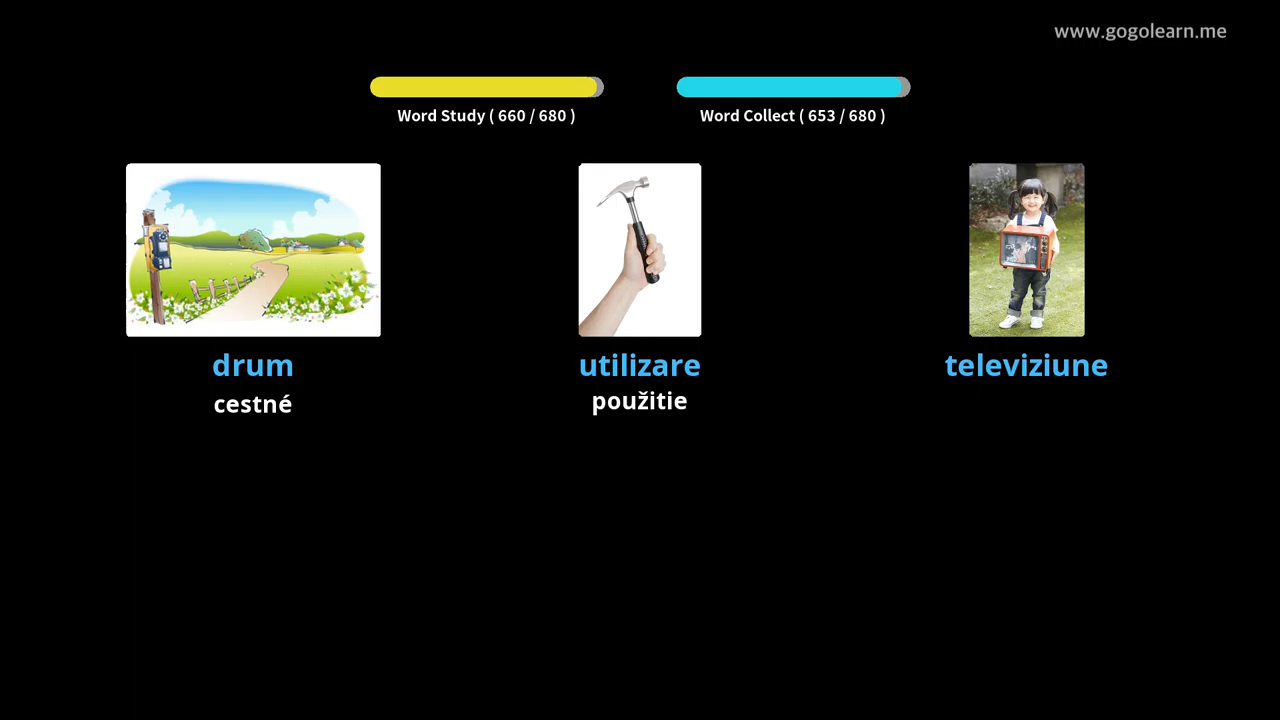 www.gogolearn.me
Word Study ( 660 / 680 )
Word Collect ( 653 / 680 )
drum
utilizare
televiziune
cestné
použitie